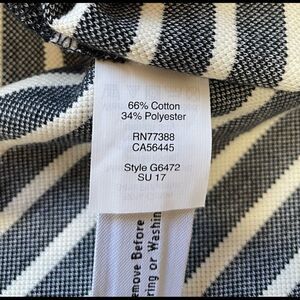 66% Cotton
34% Polyester
RN77388
CA56445
Style G6472
SU 17
emove Before
ring or Washin